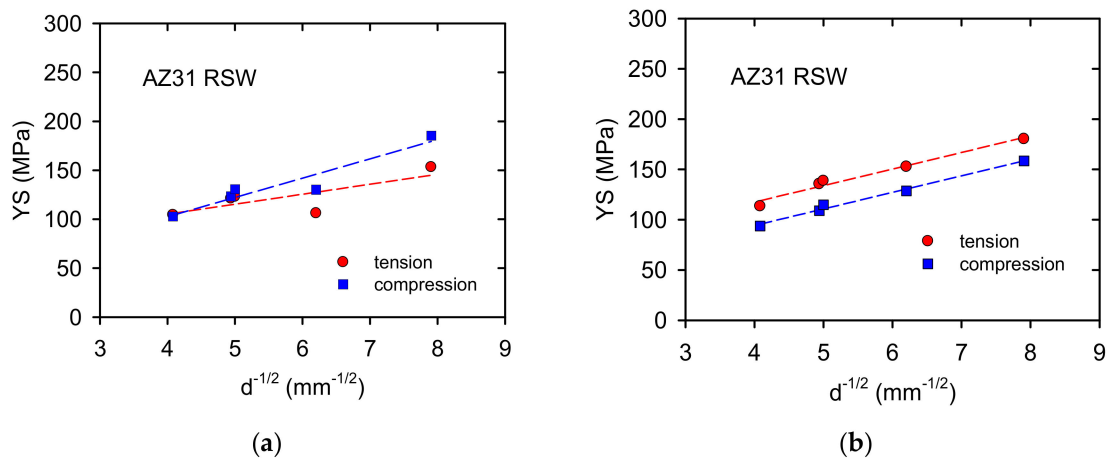 300
250
200
150
100
50
0
YS (MPa)
AZ31 RSW
tension
compression
3 4 5 6 7 8 9
d-1/2 (mm-1/2)
(a)
300
250
200
150
100
50
0
YS (MPa)
AZ31 RSW
tension
compression
3 4 5 6 7 8 9
d-1/2 (mm-1/2)
(b)